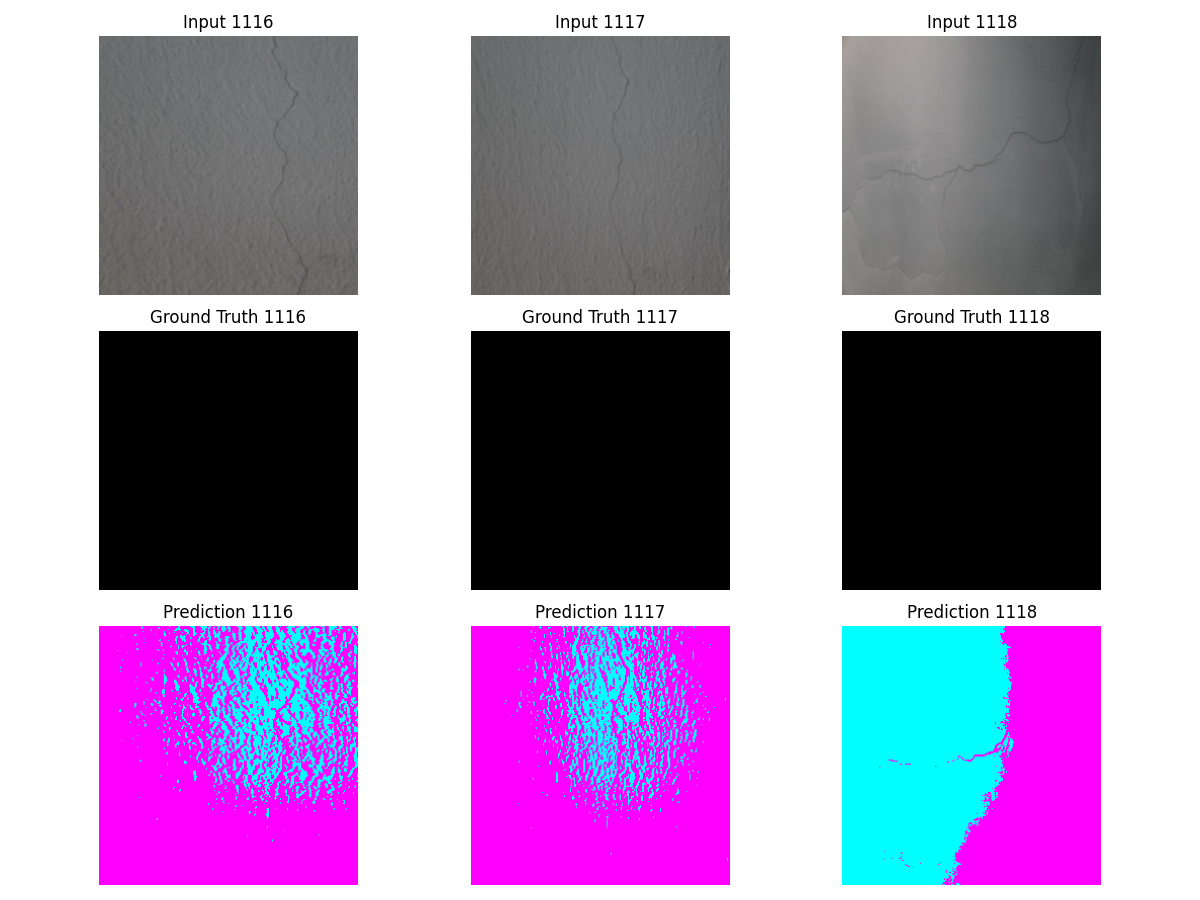 Input 1116
Input 1117
Input 1118
Ground Truth 1116
Ground Truth 1117
Ground Truth 1118
Prediction 1116
Prediction 1117
Prediction 1118